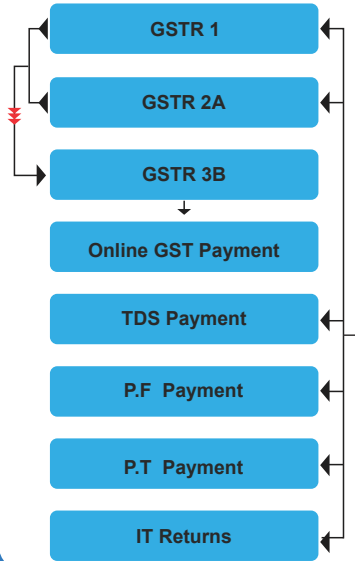 GSTR 1
GSTR 2A
GSTR 3B
Online GST Payment
TDS Payment
P.F  Payment
P.T  Payment
IT Returns